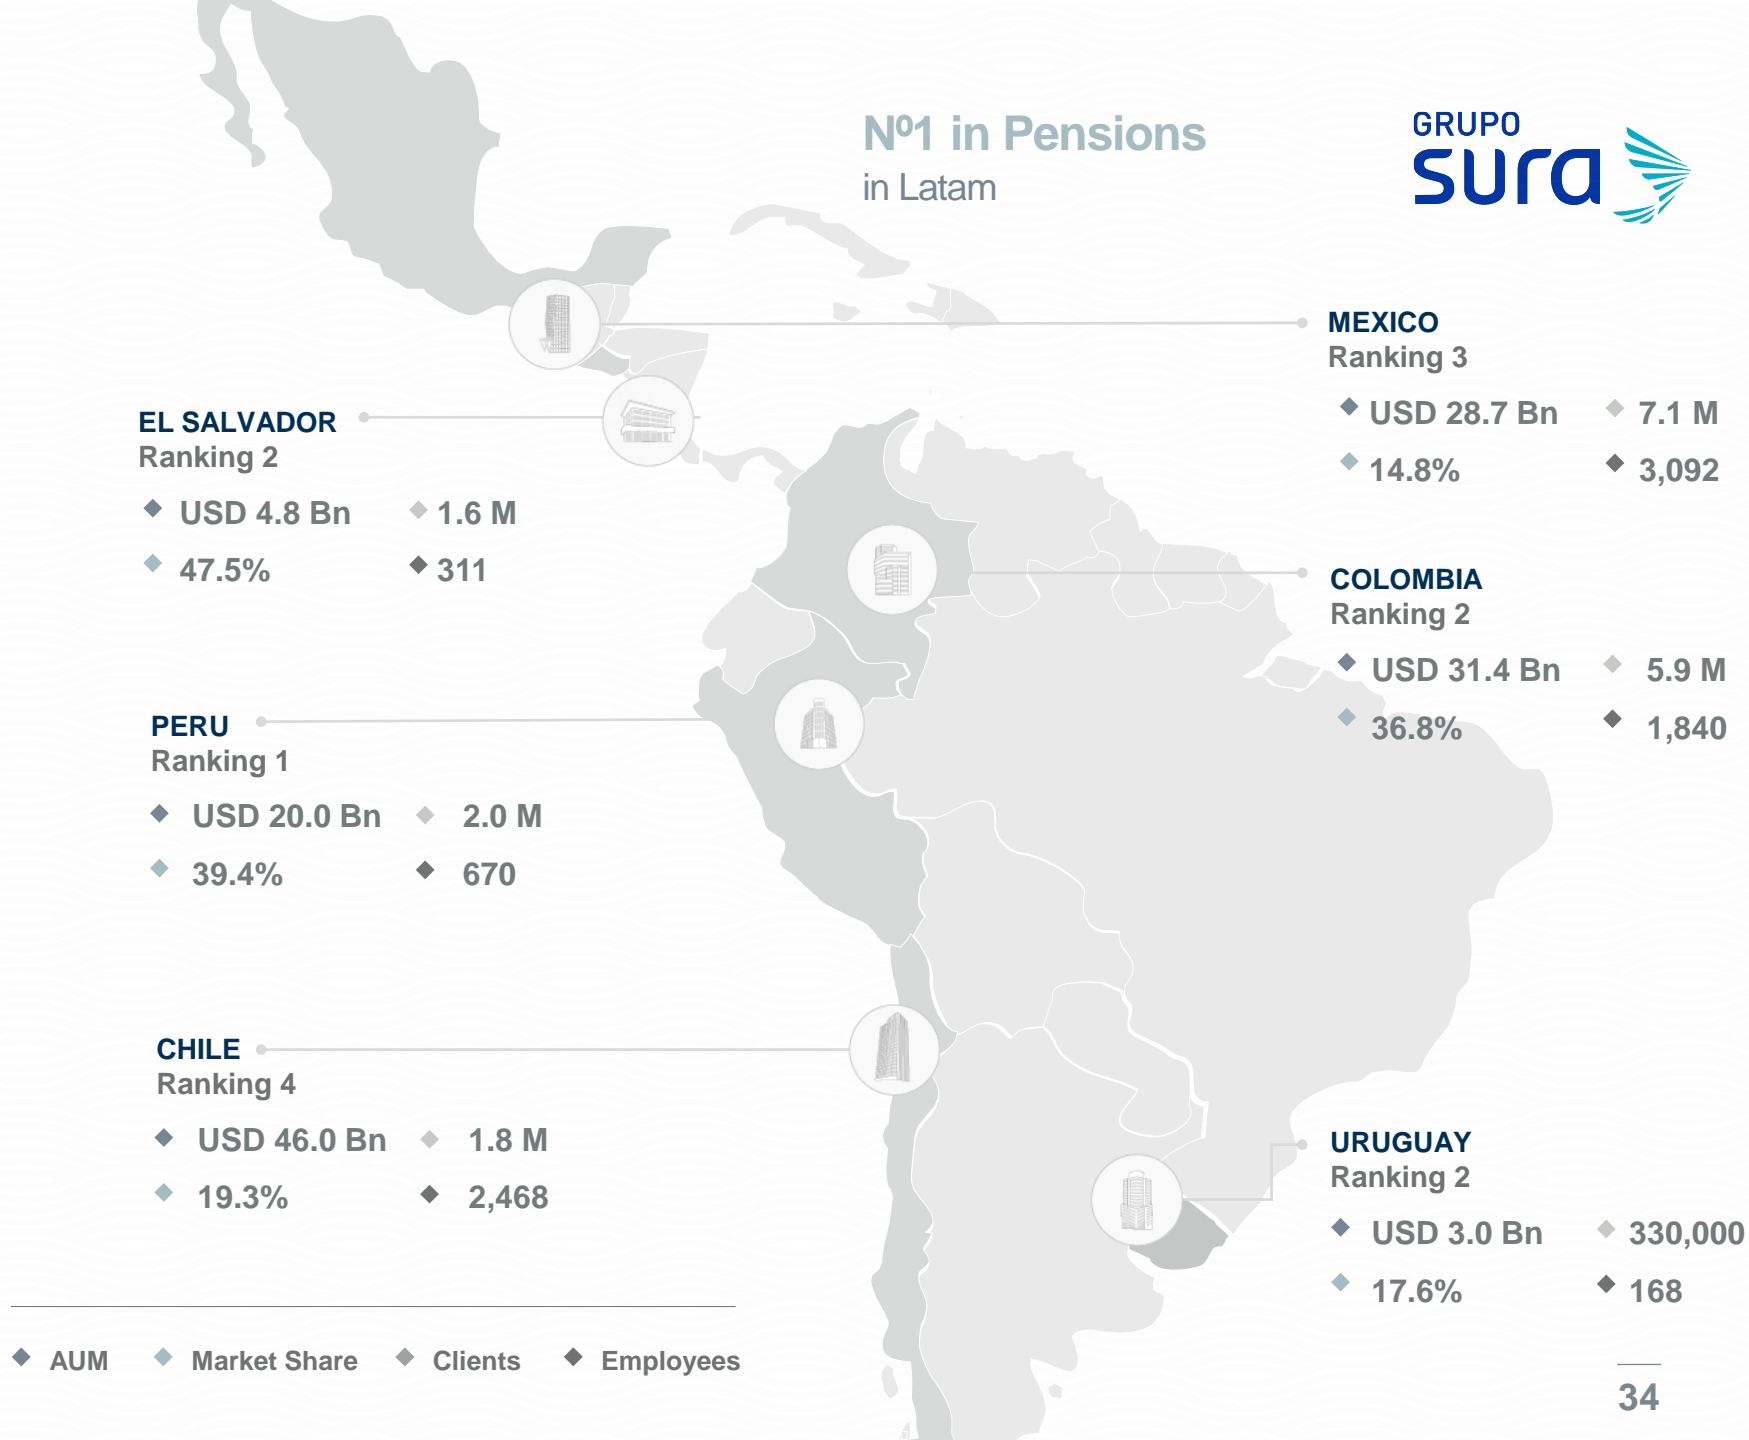 Nº1 in Pensions
in Latam
GRUPO
sura
MEXICO
Ranking 3
USD 28.7 Bn 7.1 M
14.8% 3,092
EL SALVADOR
Ranking 2
USD 4.8 Bn 1.6 M
47.5% 311
COLOMBIA
Ranking 2
USD 31.4 Bn 5.9 M
36.8% 1,840
PERU
Ranking 1
USD 20.0 Bn 2.0 M
39.4% 670
CHILE
Ranking 4
USD 46.0 Bn 1.8 M
19.3% 2,468
URUGUAY
Ranking 2
USD 3.0 Bn 330,000
17.6% 168
AUM Market Share Clients Employees
34